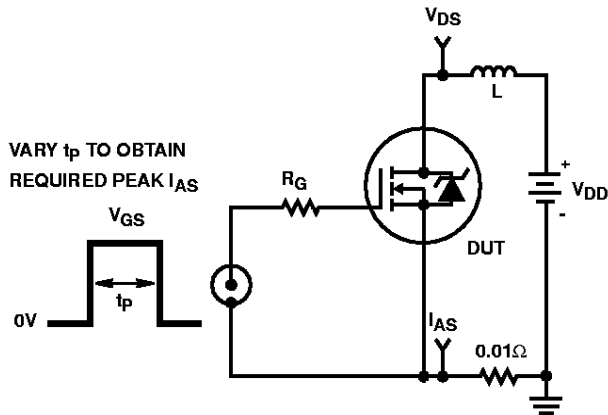 VDS
L
VARY tP TO OBTAIN
REQUIRED PEAK IAS
RG
+
VDD
-
VGS
DUT
tP
0V
IAS
0.01Ω